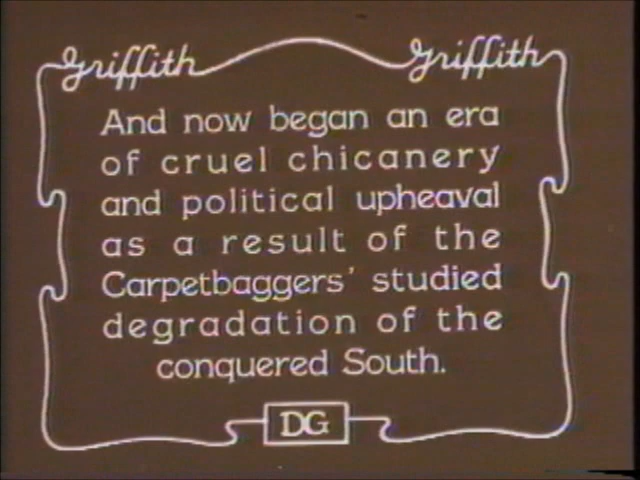 Griffith Griffith
And now began an era
of cruel chicanery
and political upheaval
as a result of the
Carpetbaggers' studied
degradation of the
conquered South.
DG